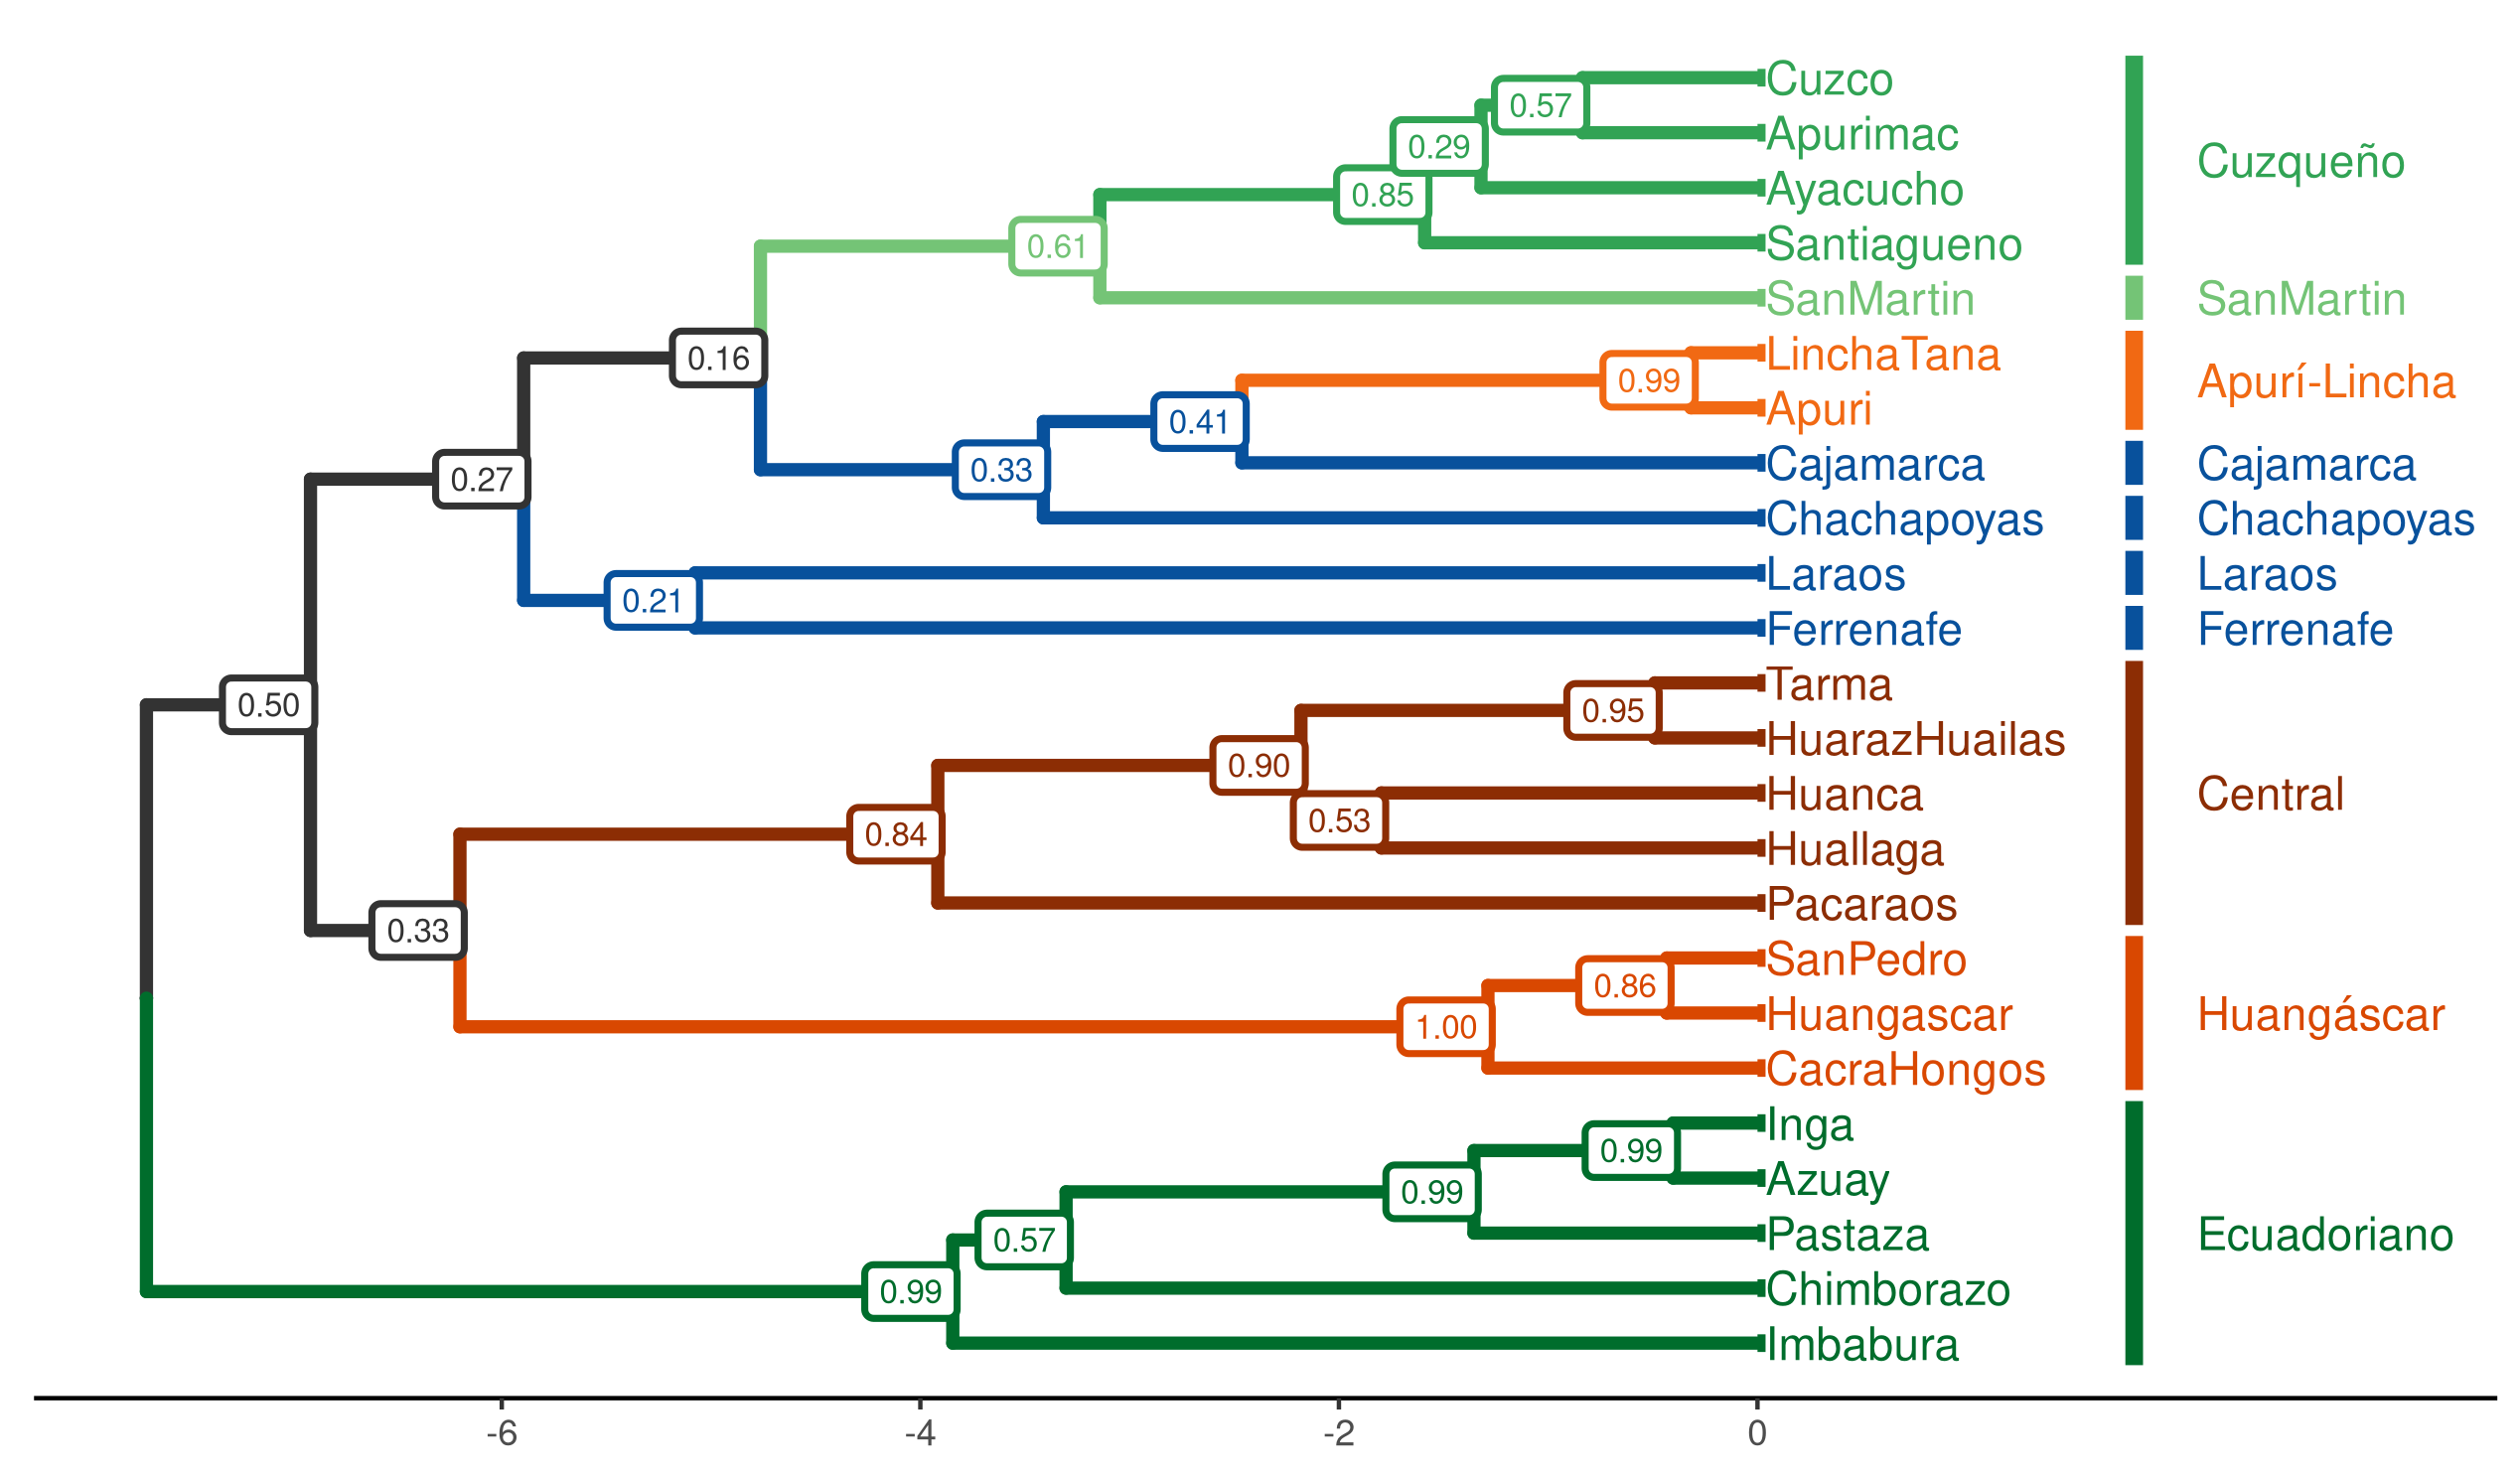 Cuzco
0.57
Apurimac
0.29
Cuzqueño
0.85
Ayacucho
0.61
Santiagueno
SanMartin
SanMartin
0.16
LinchaTana
0.99
Apurí-Lincha
Apuri
0.41
0.33
Cajamarca
Cajamarca
0.27
Chachapoyas
Chachapoyas
Laraos
Laraos
0.21
Ferrenafe
Ferrenafe
Tarma
0.50
0.95
HuarazHuailas
0.90
Huanca
Central
0.53
0.84
Huallaga
Pacaraos
0.33
SanPedro
0.86
Huangascar
Huangáscar
1.00
CacraHongos
Inga
0.99
Azuay
0.99
Pastaza
Ecuadoriano
0.57
Chimborazo
0.99
Imbabura
-6 -4 -2 0